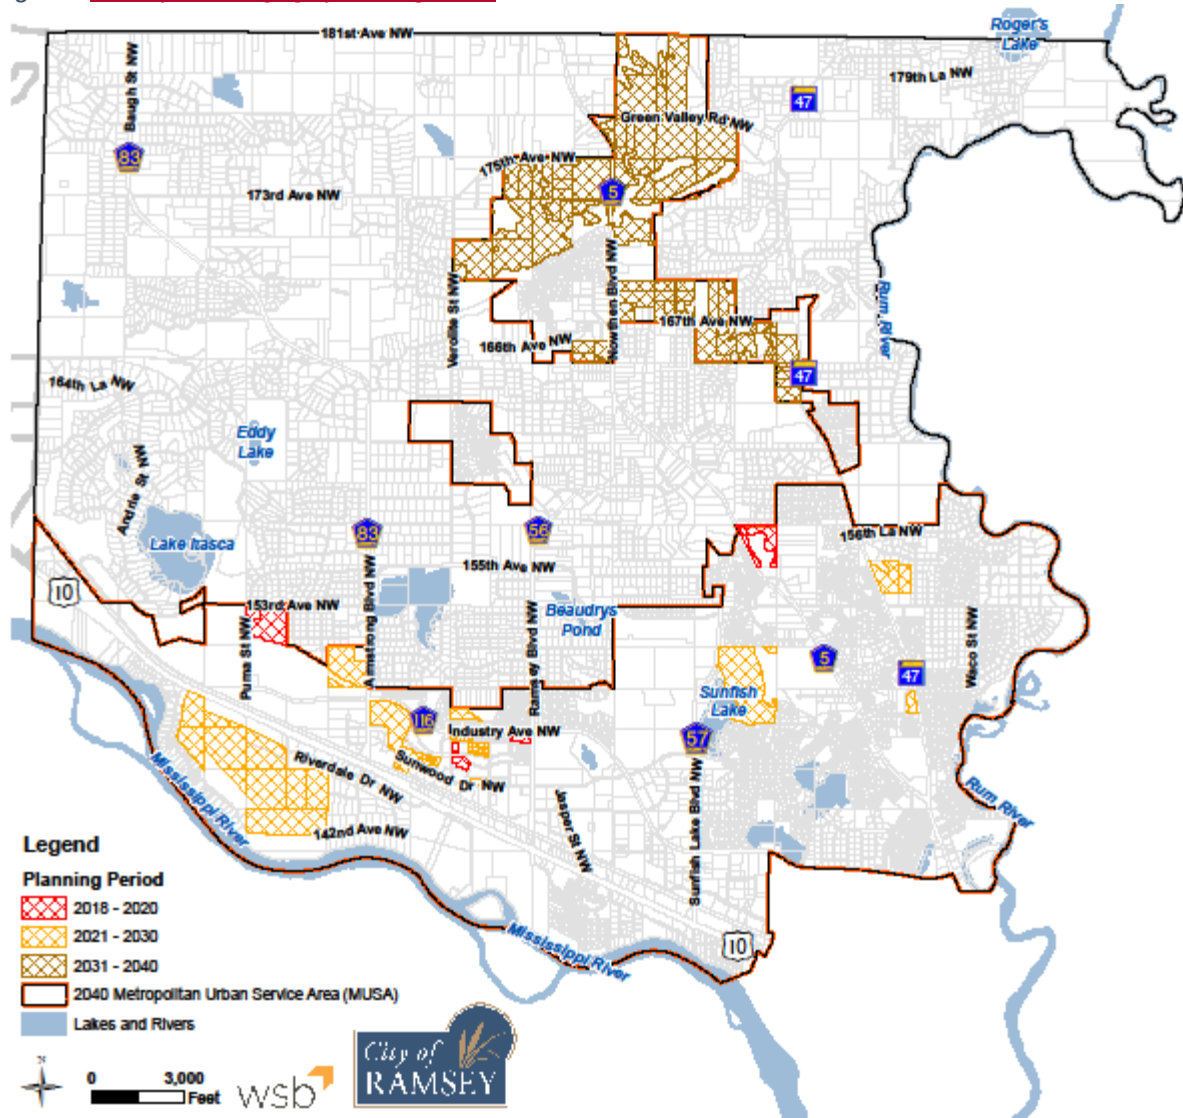 181st Ave NW
Roger's
Lake
Baugh St NW
179th La NW
47
Green Valley Rd NW
83
175th Ave NW
173rd Ave NW
5
Nowthen Blvd NW
Verolite St NW
Rum River
167th Ave NW
166th Ave NW
47
164th La NW
Eddy
Lake
Andrie St NW
83
56
156th La NW
Lake Itasca
155th Ave NW
10
Armstrong Blvd NW
153rd Ave NW
Beaudrys
Pond
Ramsey Blvd NW
Puma St NW
Waco St NW
5
47
Sunfish
Lake
116
57
Industry Ave NW
Sunwood Dr NW
Riverdale Dr NW
Mississippi River
142nd Ave NW
Jasper St NW
Sunfish Lake Blvd NW
Rum River
10
Mississippi River
Legend
Planning Period
2018 - 2020
2021 - 2030
2031 - 2040
2040 Metropolitan Urban Service Area (MUSA)
Lakes and Rivers
N
0 3,000
Feet
wsb
City of
RAMSEY